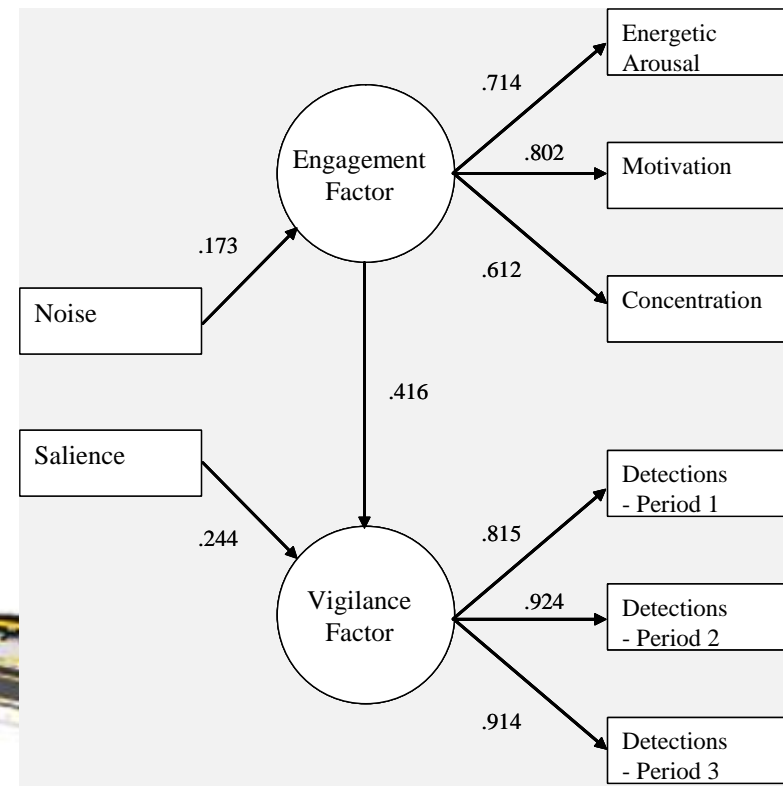 Energetic
Arousal
.714
Engagement
Factor
.802
Motivation
.173
.612
Noise
Concentration
.416
Salience
Detections
- Period 1
.244
.815
Vigilance
Factor
.924
Detections
- Period 2
.914
Detections
- Period 3